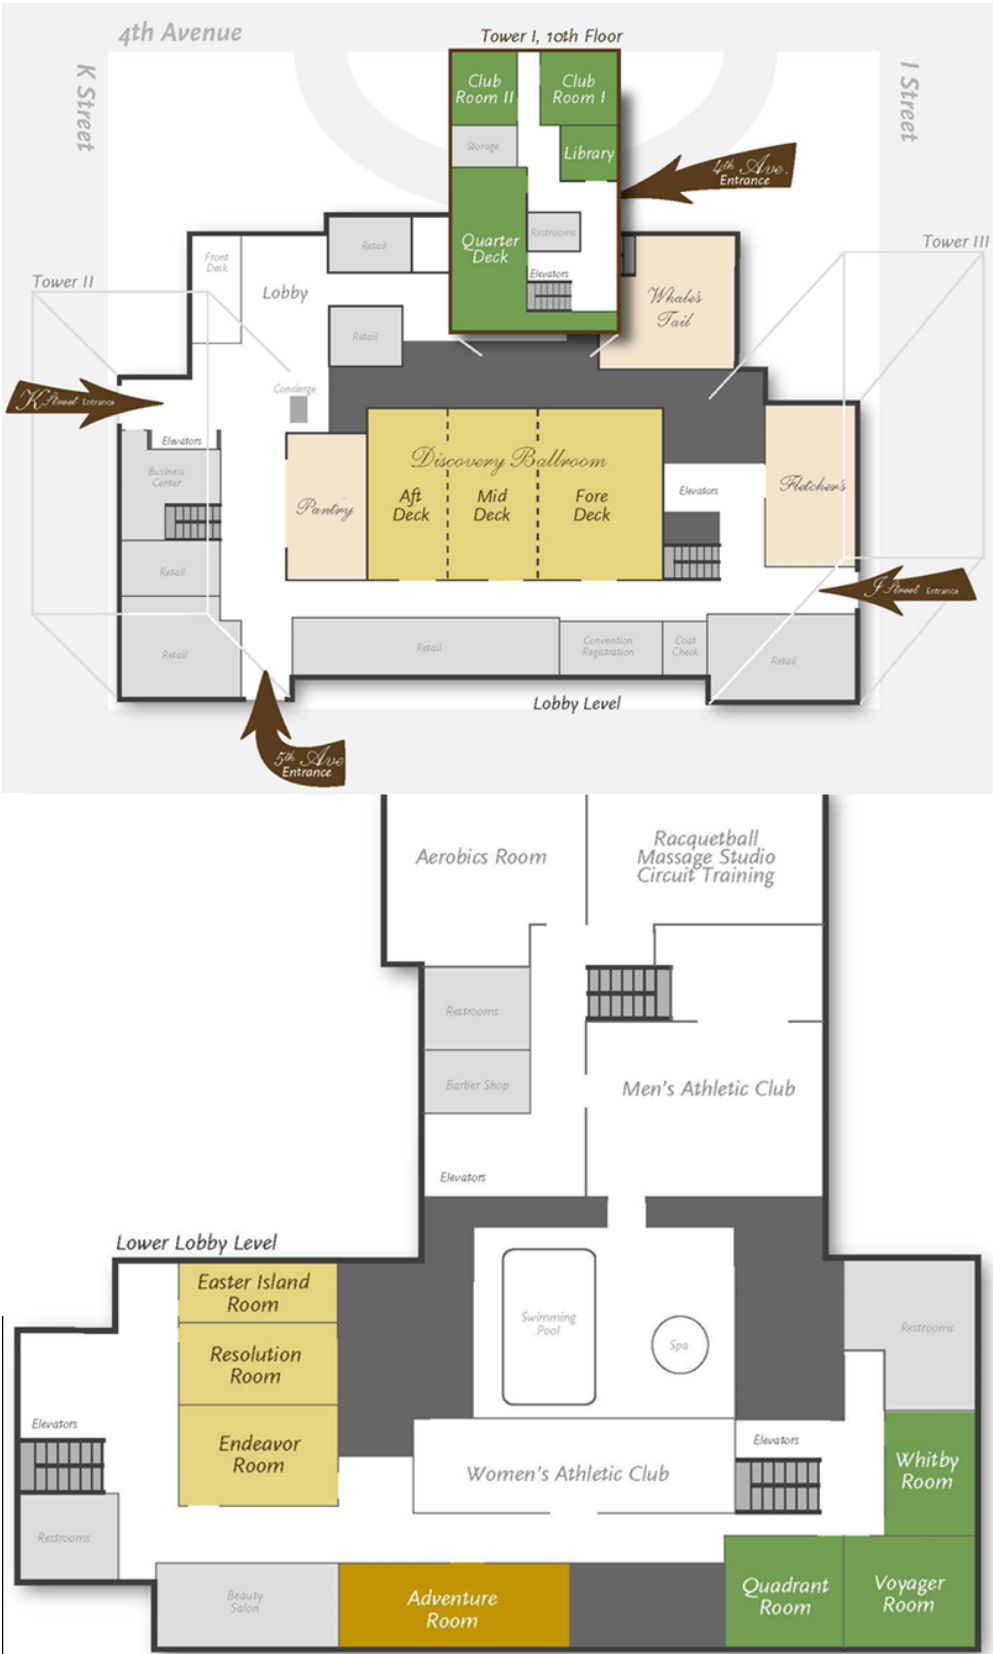 4th Avenue
Tower I, 10th Floor
K Street
I Street
Club
Room II
Club
Room I
Storage
Library
4th Ave.
Entrance
Quarter
Deck
Restrooms
Elevators
Retail
Front
Desk
Lobby
Tower II
Tower III
Whale's
Tail
Retail
Concierge
K Street Entrance
Elevators
Business
Center
Discovery Ballroom
Aft
Deck
Mid
Deck
Fore
Deck
Pantry
Elevators
Fletcher's
Retail
J Street Entrance
Retail
Retail
Convention
Registration
Coat
Check
Retail
Lobby Level
5th Ave
Entrance
Aerobics Room
Racquetball
Massage Studio
Circuit Training
Restrooms
Barber Shop
Men's Athletic Club
Elevators
Lower Lobby Level
Easter Island
Room
Resolution
Room
Endeavor
Room
Swimming
Pool
Spa
Restrooms
Elevators
Elevators
Women's Athletic Club
Whitby
Room
Restrooms
Beauty
Salon
Adventure
Room
Quadrant
Room
Voyager
Room